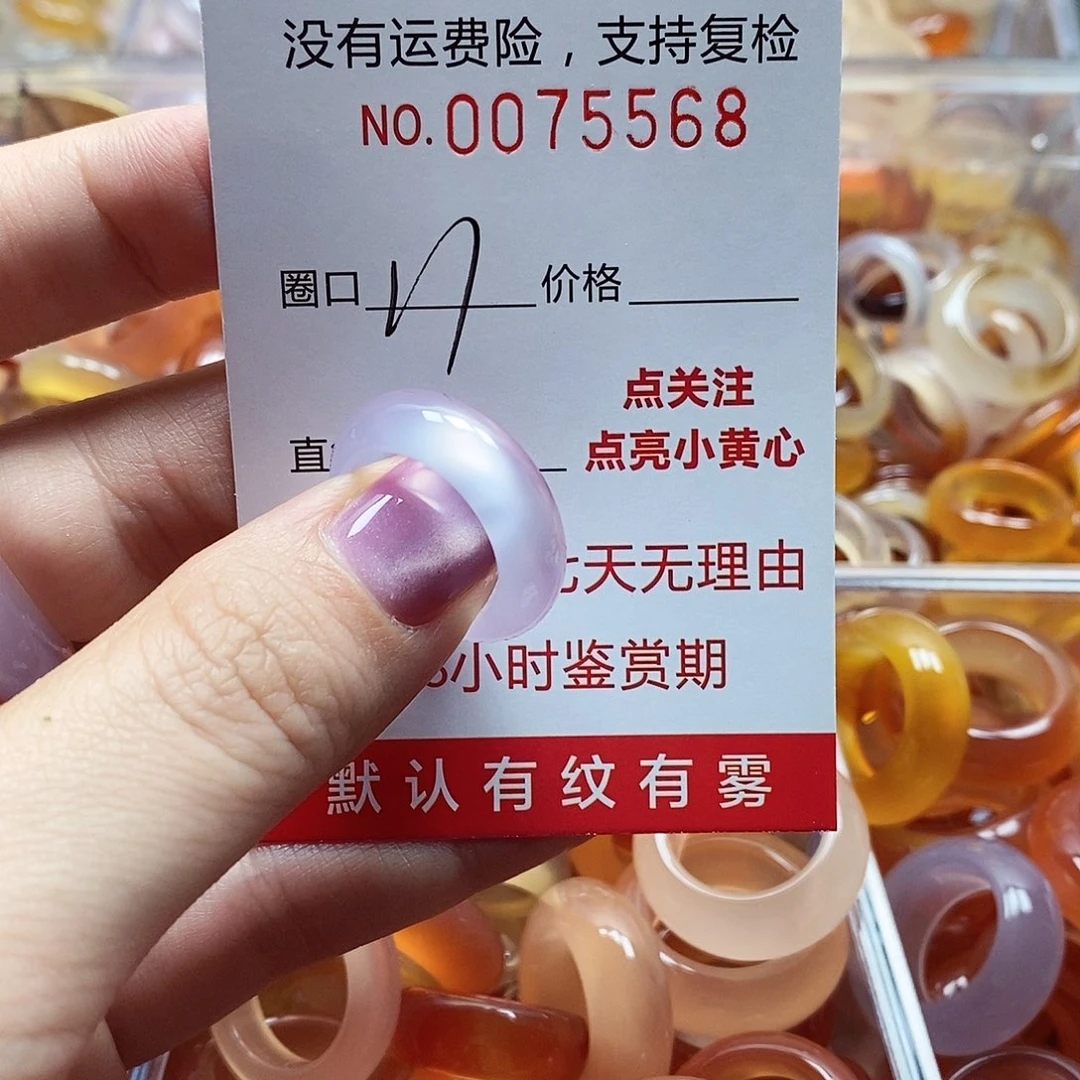 没有运费险，支持复检
NO.0075568
圈口 17 价格
点关注
直
点亮小黄心
天无理由
小时鉴赏期
默认有纹有雾